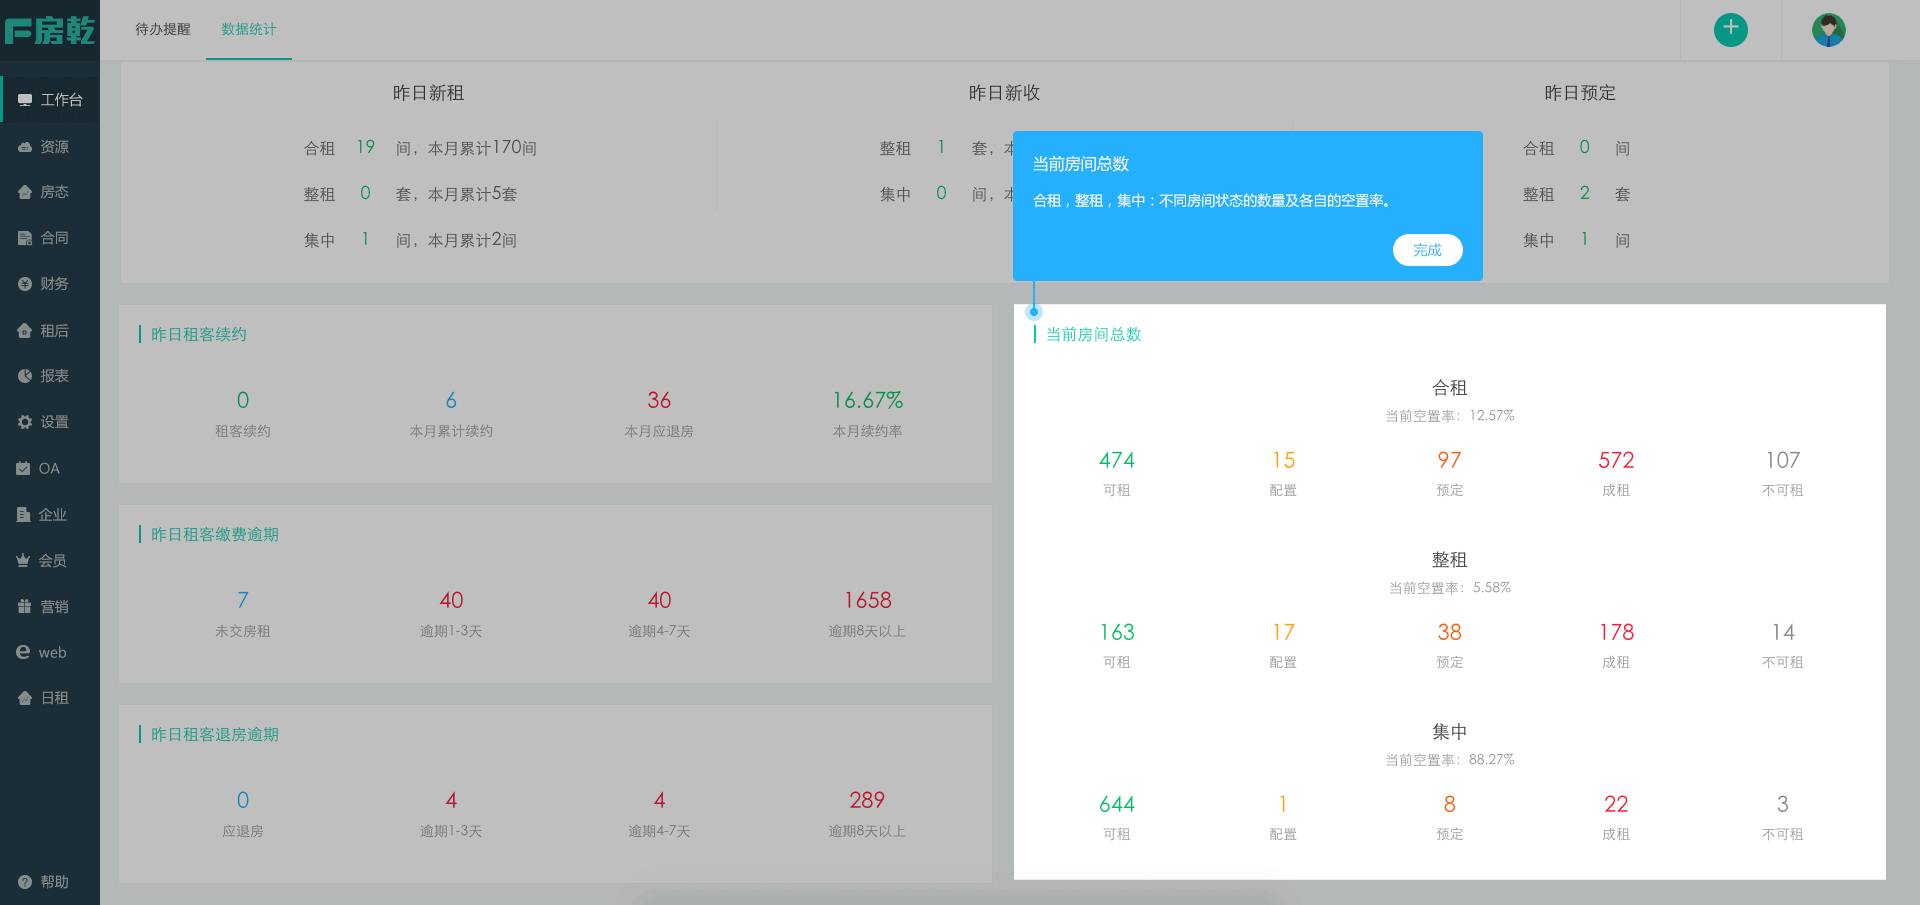 房乾
待办提醒
数据统计
工作台
资源
房态
合同
财务
租后
报表
设置
OA
企业
会员
营销
web
日租
帮助
昨日新租
合租 19 间，本月累计170间
整租 0 套，本月累计5套
集中 1 间，本月累计2间
昨日新收
整租 1 套，本
集中 0 间，本
昨日预定
合租 0 间
整租 2 套
集中 1 间
当前房间总数
合租，整租，集中：不同房间状态的数量及各自的空置率。
完成
昨日租客续约
0 6 36 16.67%
租客续约 本月累计续约 本月应退房 本月续约率
昨日租客缴费逾期
7 40 40 1658
未交房租 逾期1-3天 逾期4-7天 逾期8天以上
昨日租客退房逾期
0 4 4 289
应退房 逾期1-3天 逾期4-7天 逾期8天以上
当前房间总数
合租
当前空置率：12.57%
474 15 97 572 107
可租 配置 预定 成租 不可租
整租
当前空置率：5.58%
163 17 38 178 14
可租 配置 预定 成租 不可租
集中
当前空置率：88.27%
644 1 8 22 3
可租 配置 预定 成租 不可租